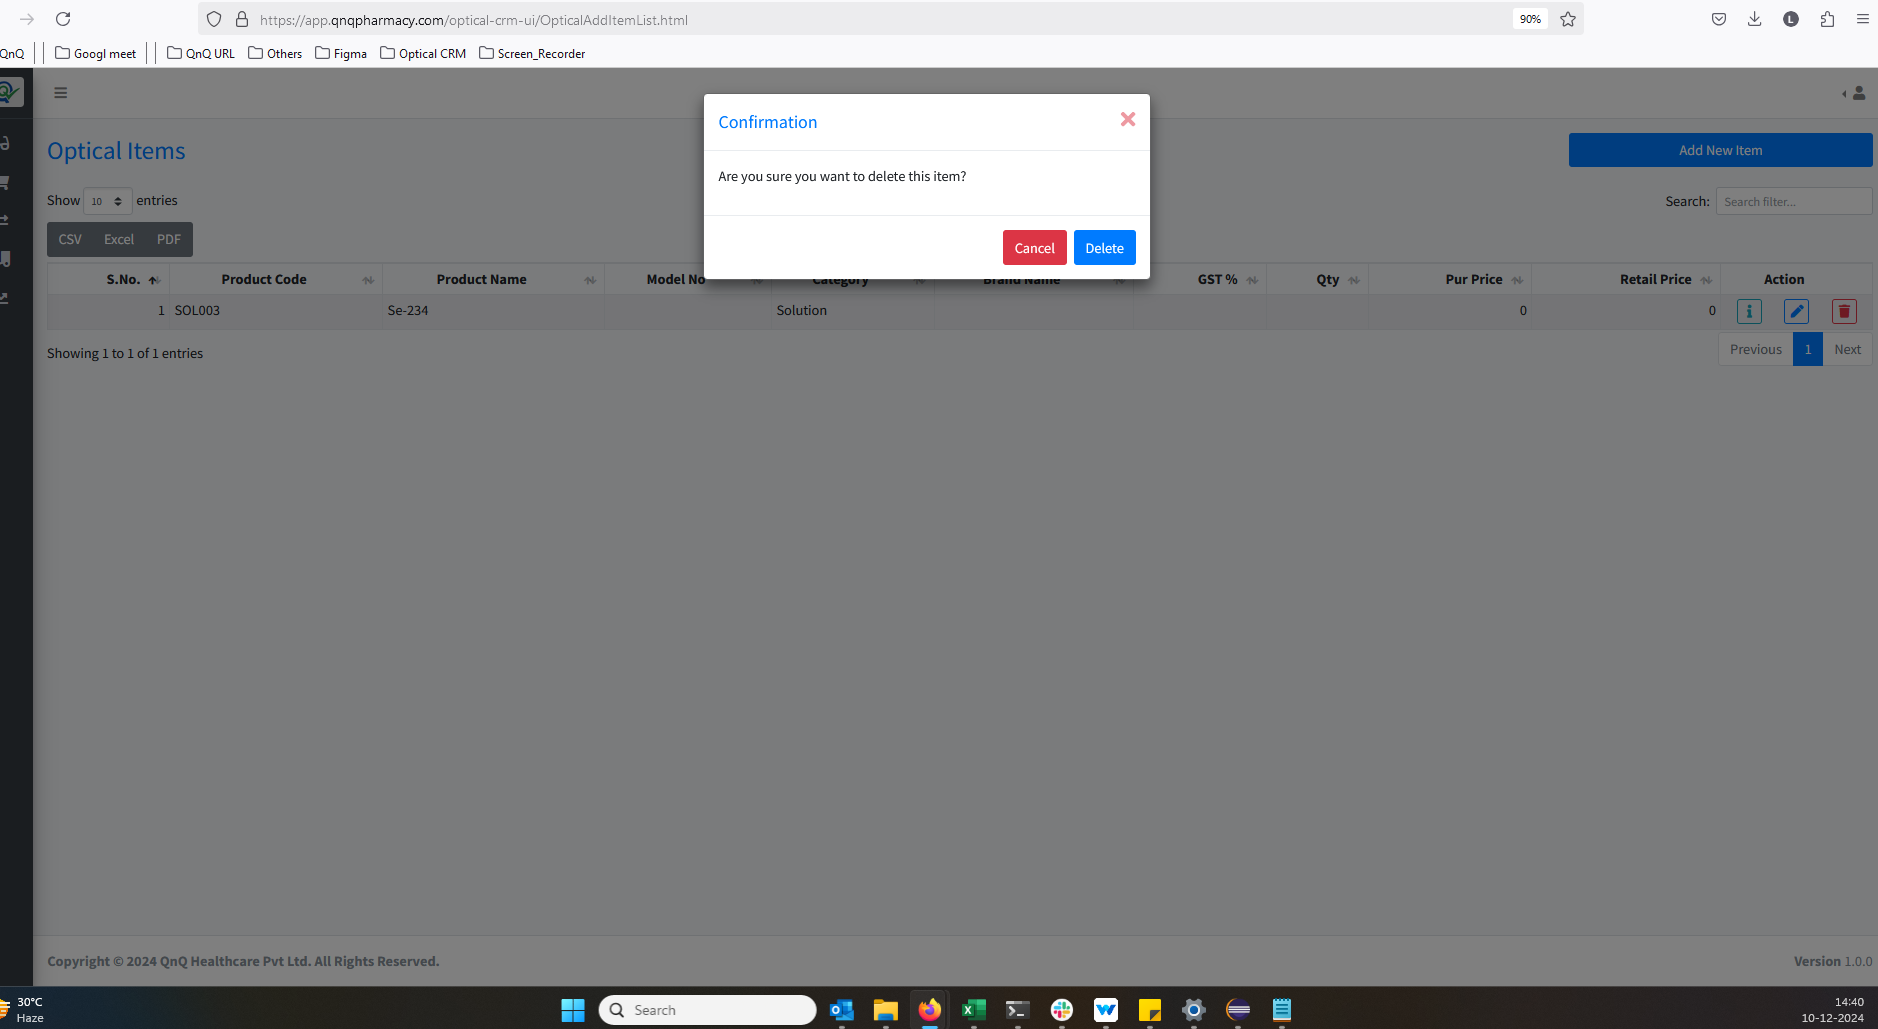 https://app.qnqpharmacy.com/optical-crm-ui/OpticalAddItemList.html
90%
L
QnQ
Googl meet
QnQ URL
Others
Figma
Optical CRM
Screen_Recorder
Confirmation
Optical Items
Add New Item
Are you sure you want to delete this item?
Show 10 entries
Search: Search filter...
CSV Excel PDF
Cancel Delete
S.No. Product Code Product Name Model No Category Brand Name GST % Qty Pur Price Retail Price Action
1 SOL003 Se-234 Solution 0 0
Showing 1 to 1 of 1 entries
Previous 1 Next
Copyright © 2024 QnQ Healthcare Pvt Ltd. All Rights Reserved.
Version 1.0.0
30°C
Haze
Search
14:40
10-12-2024